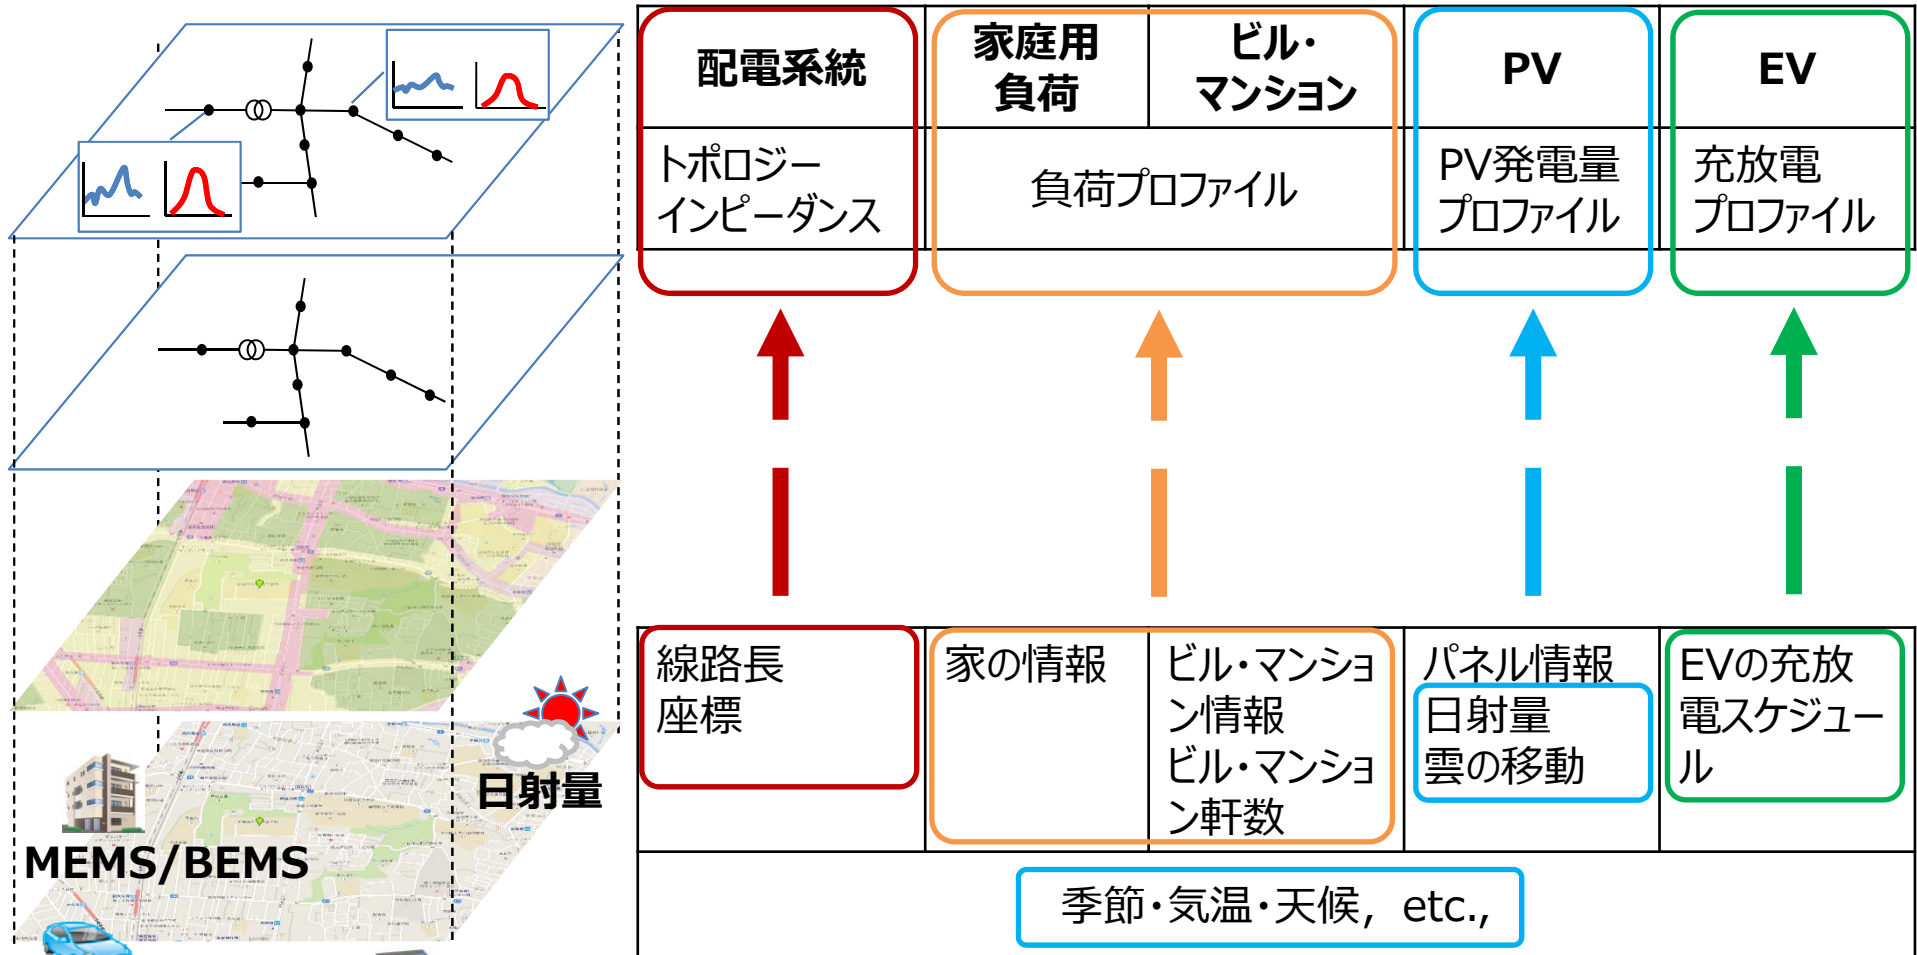 配電系統
家庭用
負荷
ビル・
マンション
PV
EV
トポロジー
インピーダンス
負荷プロファイル
PV発電量
プロファイル
充放電
プロファイル
線路長
座標
家の情報
ビル・マンショ
ン情報
ビル・マンショ
ン軒数
パネル情報
日射量
雲の移動
EVの充放
電スケジュー
ル
季節・気温・天候，etc.,
日射量
MEMS/BEMS